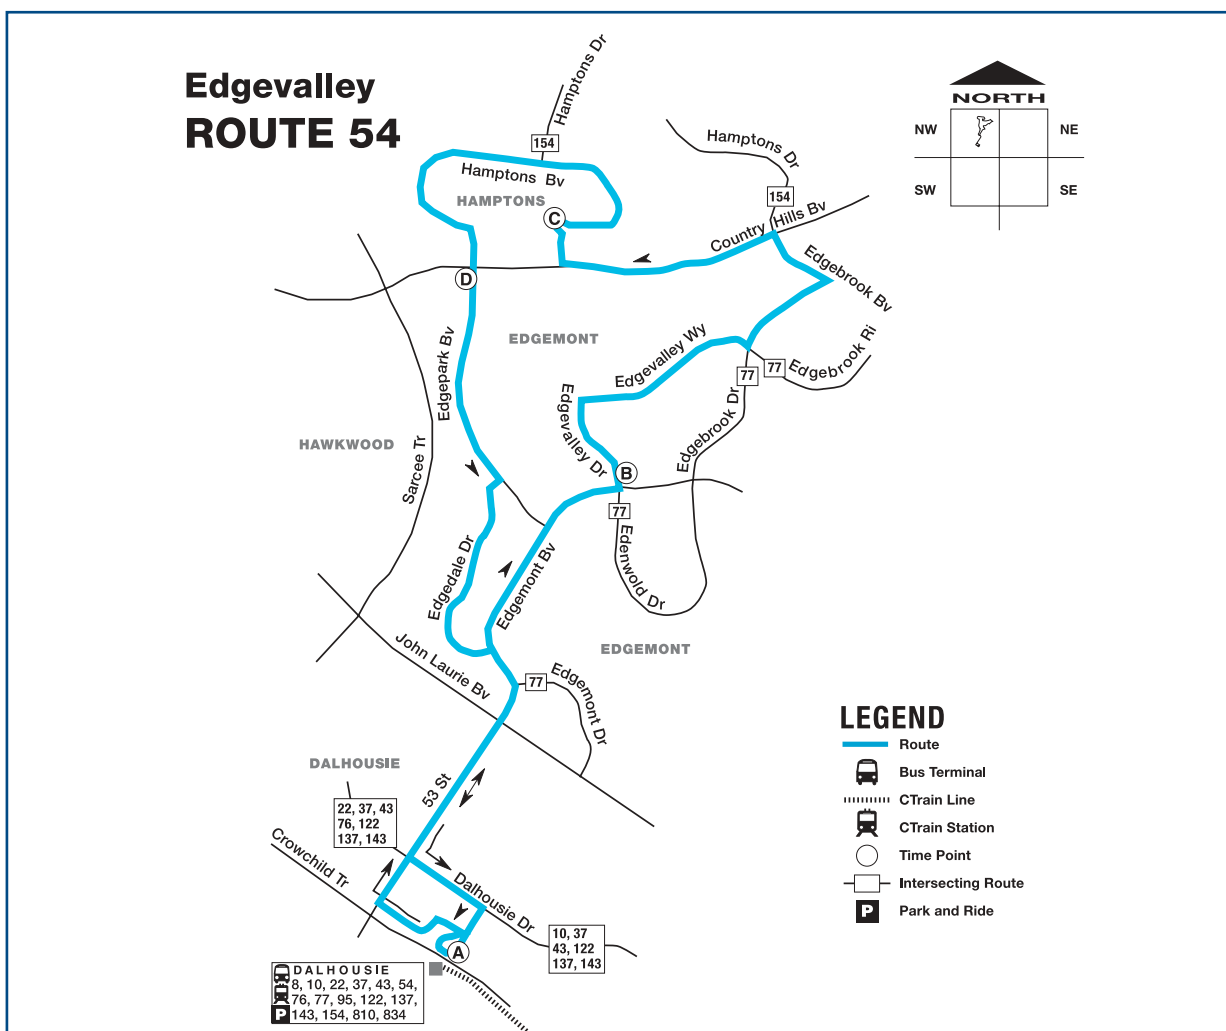 Edgevalley
ROUTE 54
NORTH
NW
NE
SW
SE
Hamptons Dr
154
Hamptons Bv
HAMPTONS
C
Hamptons Dr
154
Country Hills Bv
Edgebrook Bv
D
EDGEMONT
Edgepark Bv
Edgevalley Wy
77
77
Edgebrook Ri
Edgebrook Dr
Edgevalley Dr
HAWKWOOD
Sarcee Tr
B
77
Edenwold Dr
Edgedale Dr
Edgemont Bv
EDGEMONT
John Laurie Bv
77
Edgemont Dr
DALHOUSIE
53 St
22, 37, 43
76, 122
137, 143
Crowchild Tr
Dalhousie Dr
A
10, 37
43, 122
137, 143
DALHOUSIE
8, 10, 22, 37, 43, 54,
76, 77, 95, 122, 137,
P 143, 154, 810, 834
LEGEND
Route
Bus Terminal
CTrain Line
CTrain Station
Time Point
Intersecting Route
P Park and Ride